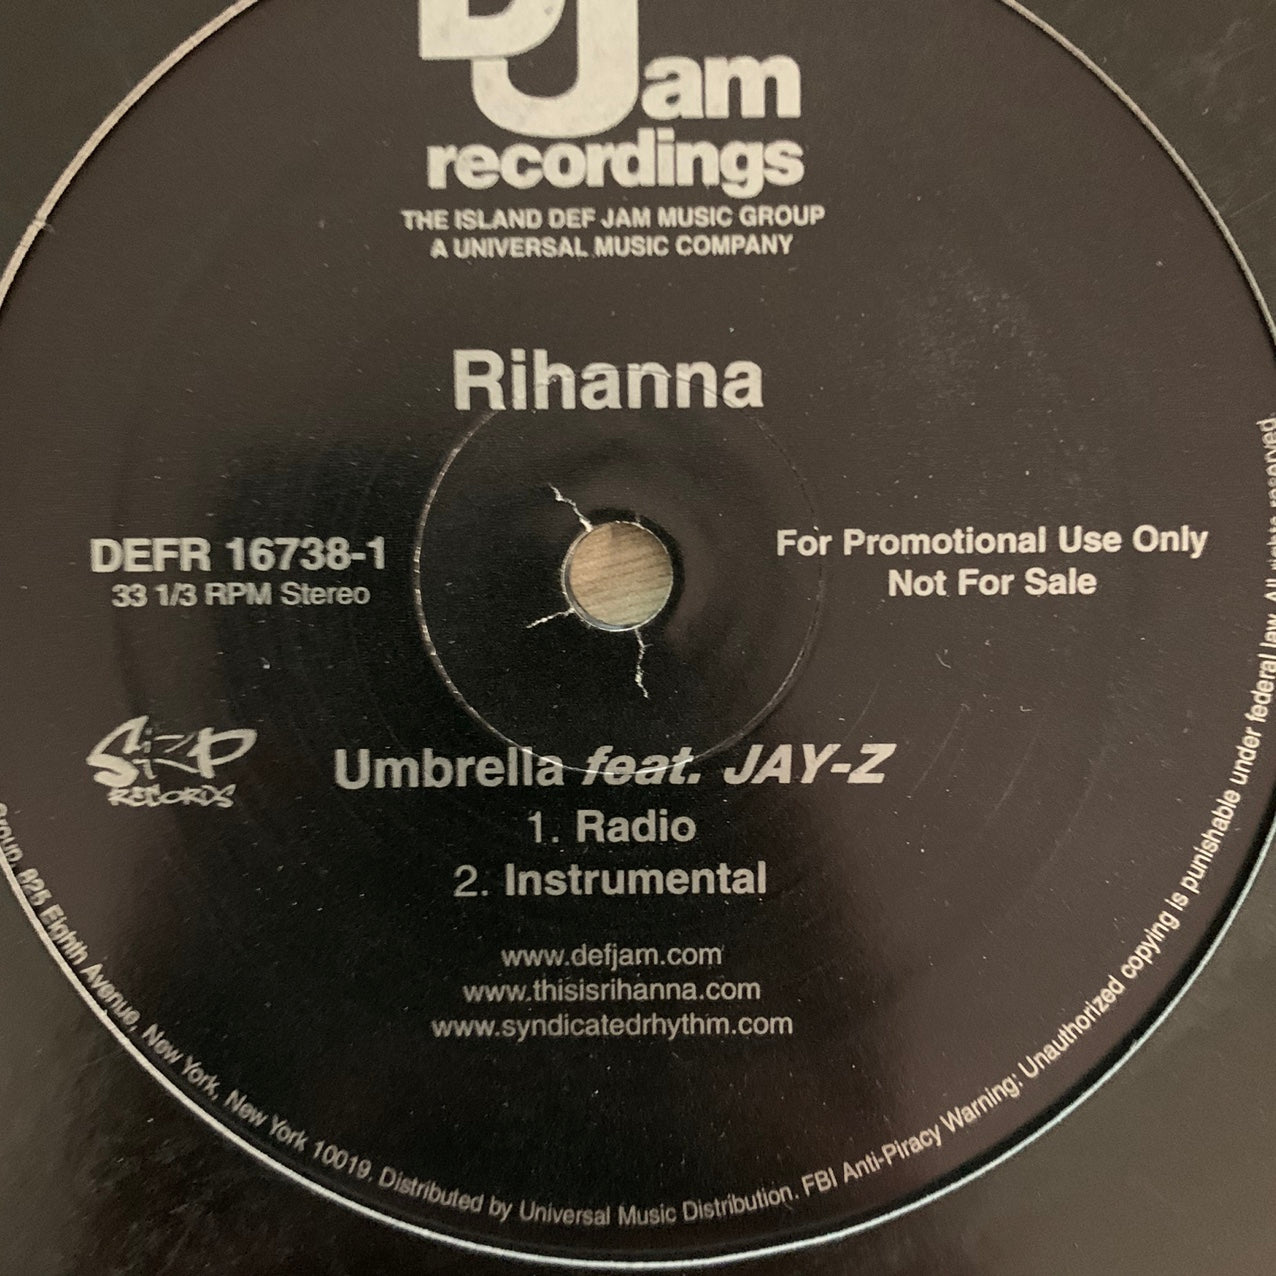 Def Jam
recordings
THE ISLAND DEF JAM MUSIC GROUP
A UNIVERSAL MUSIC COMPANY
Rihanna
DEFR 16738-1
33 1/3 RPM Stereo
For Promotional Use Only
Not For Sale
SRP
RECORDS
Umbrella feat. JAY-Z
1. Radio
2. Instrumental
www.defjam.com
www.thisisrihanna.com
www.syndicatedrhythm.com
Group, 825 Eighth Avenue, New York, New York 10019. Distributed by Universal Music Distribution. FBI Anti-Piracy Warning: Unauthorized copying is punishable under federal law. All rights reserved.